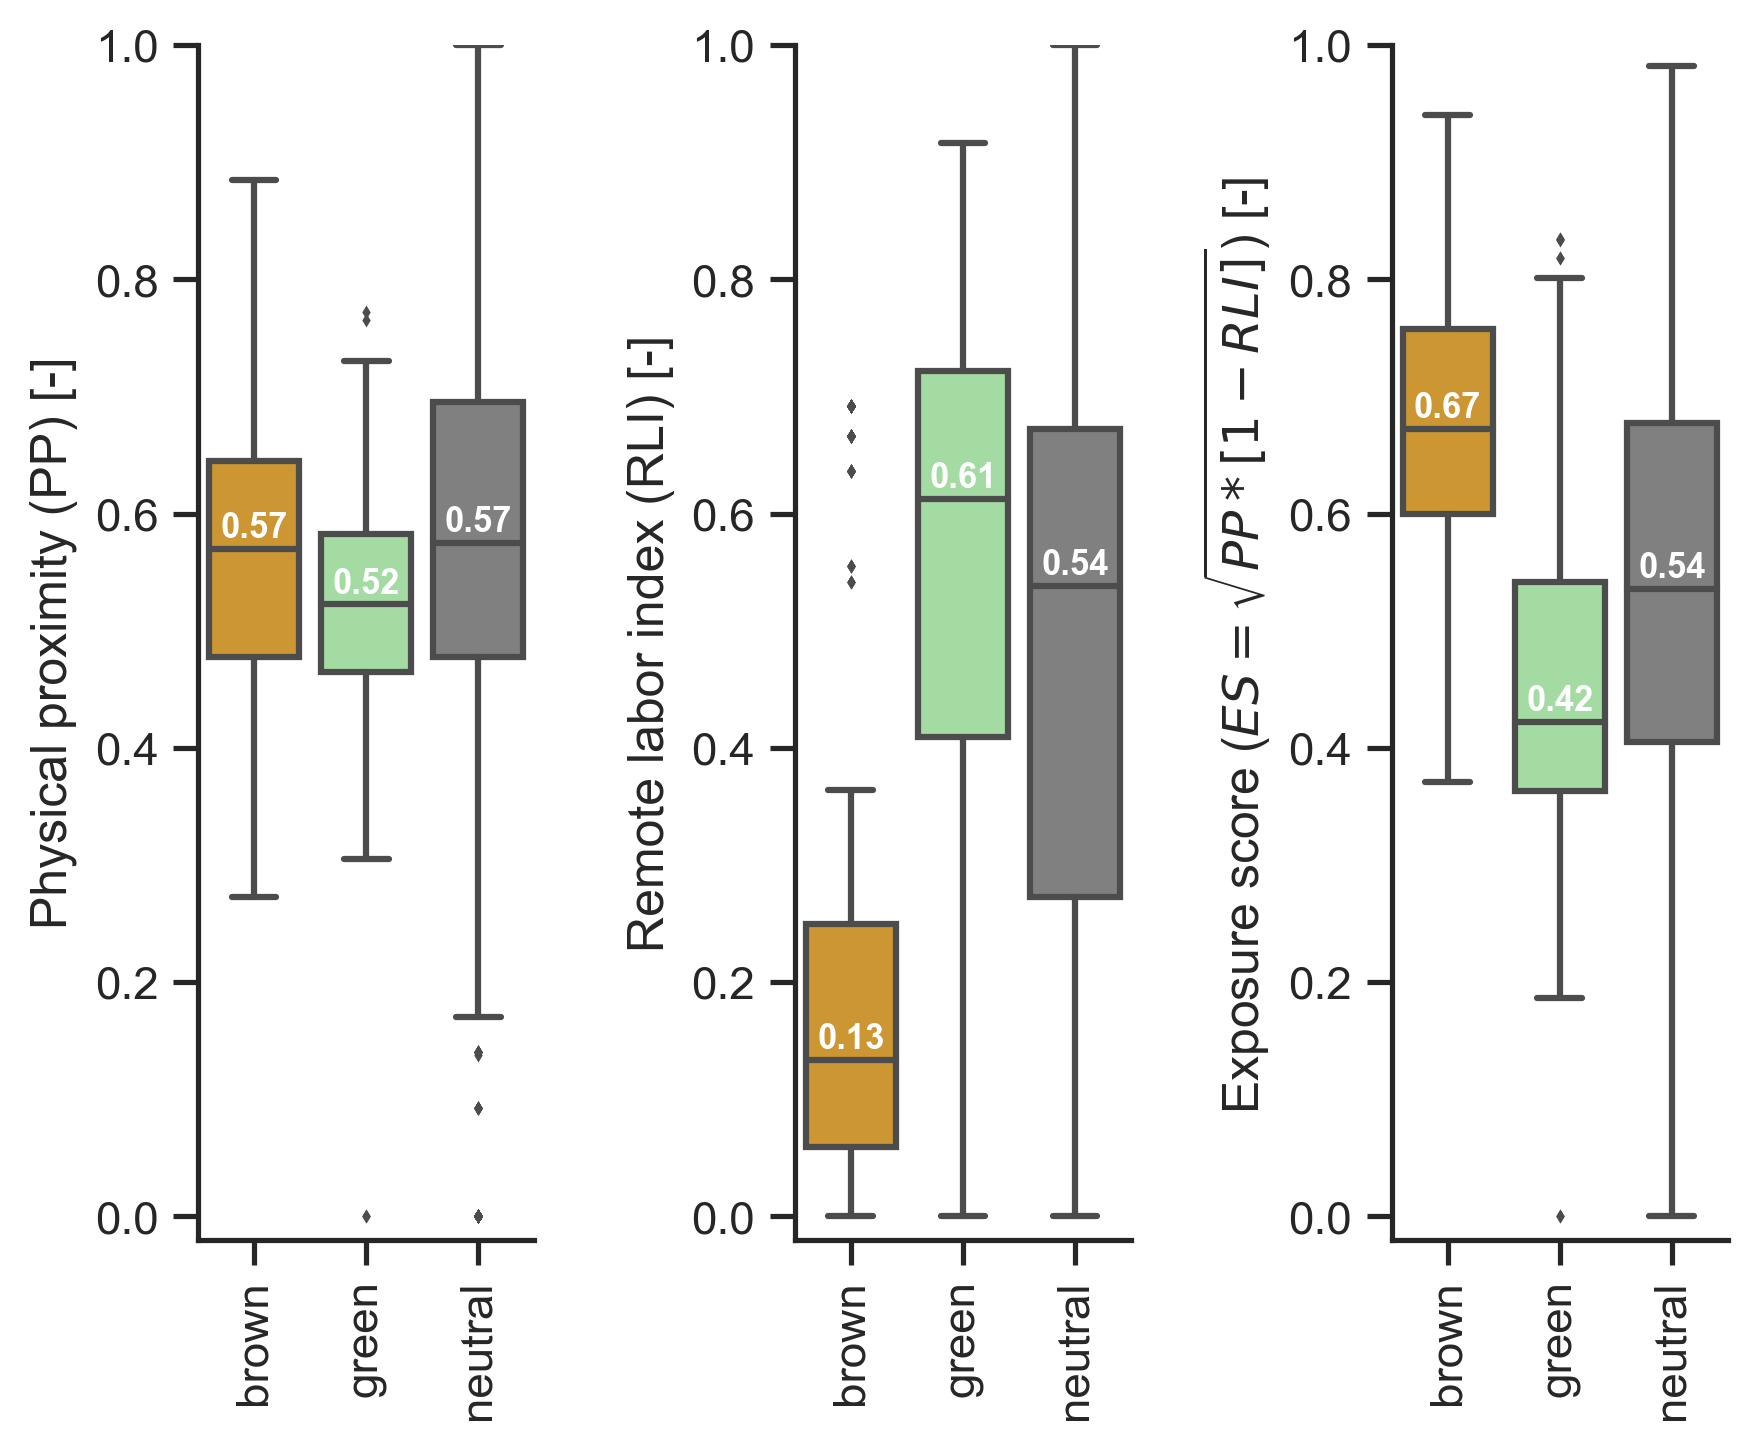 Physical proximity (PP) [-]
1.0
0.8
0.6
0.4
0.2
0.0
0.57
0.52
0.57
brown
green
neutral
Remote labor index (RLI) [-]
1.0
0.8
0.6
0.4
0.2
0.0
0.13
0.61
0.54
brown
green
neutral
Exposure score (ES = √PP * [1 − RLI]) [-]
1.0
0.8
0.6
0.4
0.2
0.0
0.67
0.42
0.54
brown
green
neutral